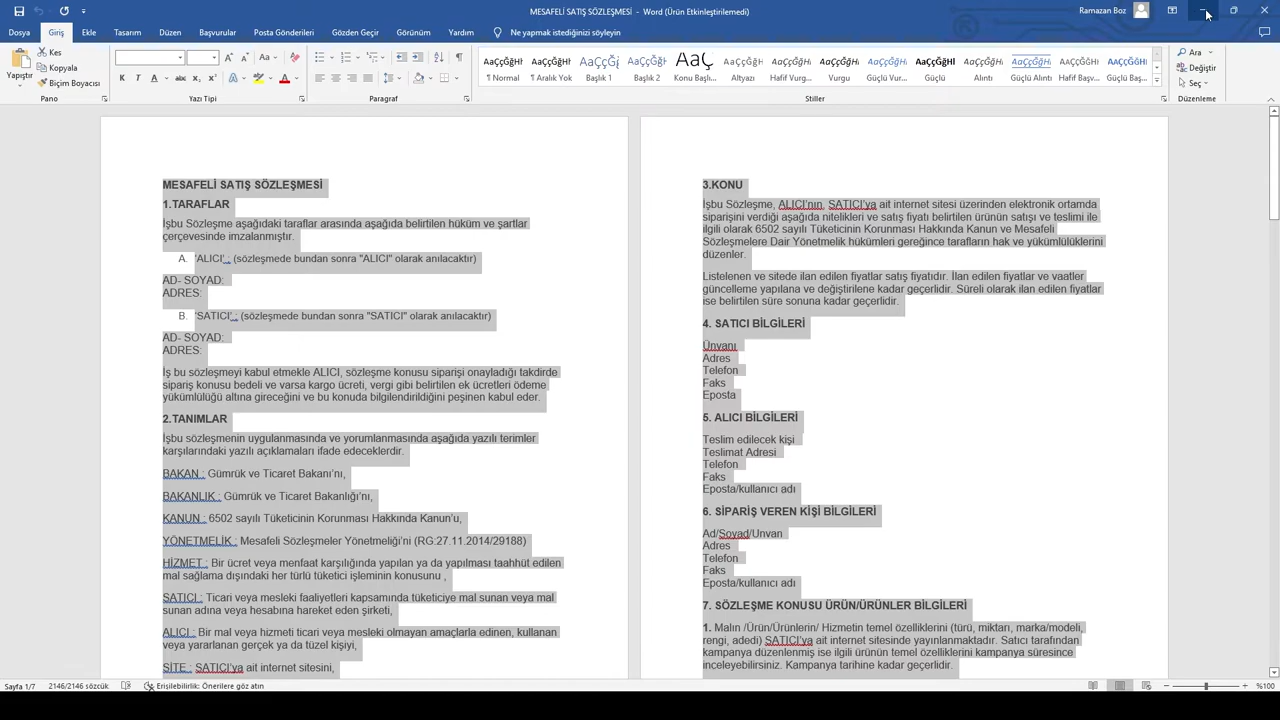 MESAFELİ SATIŞ SÖZLEŞMESİ - Word (Ürün Etkinleştirilemedi)
Ramazan Boz
Dosya Giriş Ekle Tasarım Düzen Başvurular Posta Gönderileri Gözden Geçir Görünüm Yardım Ne yapmak istediğinizi söyleyin
Yapıştır
Kes
Kopyala
Biçim Boyacısı
K T A
AaÇçĞğHl AaÇçĞğHl AaÇçĞğ AaÇçĞğH AaÇç AaÇçĞğH AaÇçĞğHl AaÇçĞğHl AaÇçĞğHl AaÇçĞğHl AaÇçĞğHl AaÇçĞğHl AaÇçĞğHl AaÇçĞğHl
¶ Normal ¶ Aralık Yok Başlık 1 Başlık 2 Konu Başlı... Altyazı Hafif Vurg... Vurgu Güçlü Vur... Güçlü Alıntı Güçlü Alıntı Hafif Başv... Güçlü Baş...
Ara
Değiştir
Seç
Pano Yazı Tipi Paragraf Stiller Düzenleme
MESAFELİ SATIŞ SÖZLEŞMESİ
1.TARAFLAR
İşbu Sözleşme aşağıdaki taraflar arasında aşağıda belirtilen hüküm ve şartlar
çerçevesinde imzalanmıştır.
A. 'ALICI' ; (sözleşmede bundan sonra "ALICI" olarak anılacaktır)
AD- SOYAD:
ADRES:
B. 'SATICI' ; (sözleşmede bundan sonra "SATICI" olarak anılacaktır)
AD- SOYAD:
ADRES:
İş bu sözleşmeyi kabul etmekle ALICI, sözleşme konusu siparişi onayladığı takdirde
sipariş konusu bedeli ve varsa kargo ücreti, vergi gibi belirtilen ek ücretleri ödeme
yükümlülüğü altına gireceğini ve bu konuda bilgilendirildiğini peşinen kabul eder.
2.TANIMLAR
İşbu sözleşmenin uygulanmasında ve yorumlanmasında aşağıda yazılı terimler
karşılarındaki yazılı açıklamaları ifade edeceklerdir.
BAKAN : Gümrük ve Ticaret Bakanı'nı,
BAKANLIK : Gümrük ve Ticaret Bakanlığı'nı,
KANUN : 6502 sayılı Tüketicinin Korunması Hakkında Kanun'u,
YÖNETMELİK : Mesafeli Sözleşmeler Yönetmeliği'ni (RG:27.11.2014/29188)
HİZMET : Bir ücret veya menfaat karşılığında yapılan ya da yapılması taahhüt edilen
mal sağlama dışındaki her türlü tüketici işleminin konusunu ,
SATICI : Ticari veya mesleki faaliyetleri kapsamında tüketiciye mal sunan veya mal
sunan adına veya hesabına hareket eden şirketi,
ALICI : Bir mal veya hizmeti ticari veya mesleki olmayan amaçlarla edinen, kullanan
veya yararlanan gerçek ya da tüzel kişiyi,
SİTE : SATICI'ya ait internet sitesini,
3.KONU
İşbu Sözleşme, ALICI'nın, SATICI'ya ait internet sitesi üzerinden elektronik ortamda
siparişini verdiği aşağıda nitelikleri ve satış fiyatı belirtilen ürünün satışı ve teslimi ile
ilgili olarak 6502 sayılı Tüketicinin Korunması Hakkında Kanun ve Mesafeli
Sözleşmelere Dair Yönetmelik hükümleri gereğince tarafların hak ve yükümlülüklerini
düzenler.
Listelenen ve sitede ilan edilen fiyatlar satış fiyatıdır. İlan edilen fiyatlar ve vaatler
güncelleme yapılana ve değiştirilene kadar geçerlidir. Süreli olarak ilan edilen fiyatlar
ise belirtilen süre sonuna kadar geçerlidir.
4. SATICI BİLGİLERİ
Ünvanı
Adres
Telefon
Faks
Eposta
5. ALICI BİLGİLERİ
Teslim edilecek kişi
Teslimat Adresi
Telefon
Faks
Eposta/kullanıcı adı
6. SİPARİŞ VEREN KİŞİ BİLGİLERİ
Ad/Soyad/Unvan
Adres
Telefon
Faks
Eposta/kullanıcı adı
7. SÖZLEŞME KONUSU ÜRÜN/ÜRÜNLER BİLGİLERİ
1. Malın /Ürün/Ürünlerin/ Hizmetin temel özelliklerini (türü, miktarı, marka/modeli,
rengi, adedi) SATICI'ya ait internet sitesinde yayınlanmaktadır. Satıcı tarafından
kampanya düzenlenmiş ise ilgili ürünün temel özelliklerini kampanya süresince
inceleyebilirsiniz. Kampanya tarihine kadar geçerlidir.
Sayfa 1/7 2146/2146 sözcük Erişilebilirlik: Önerilere göz atın %100